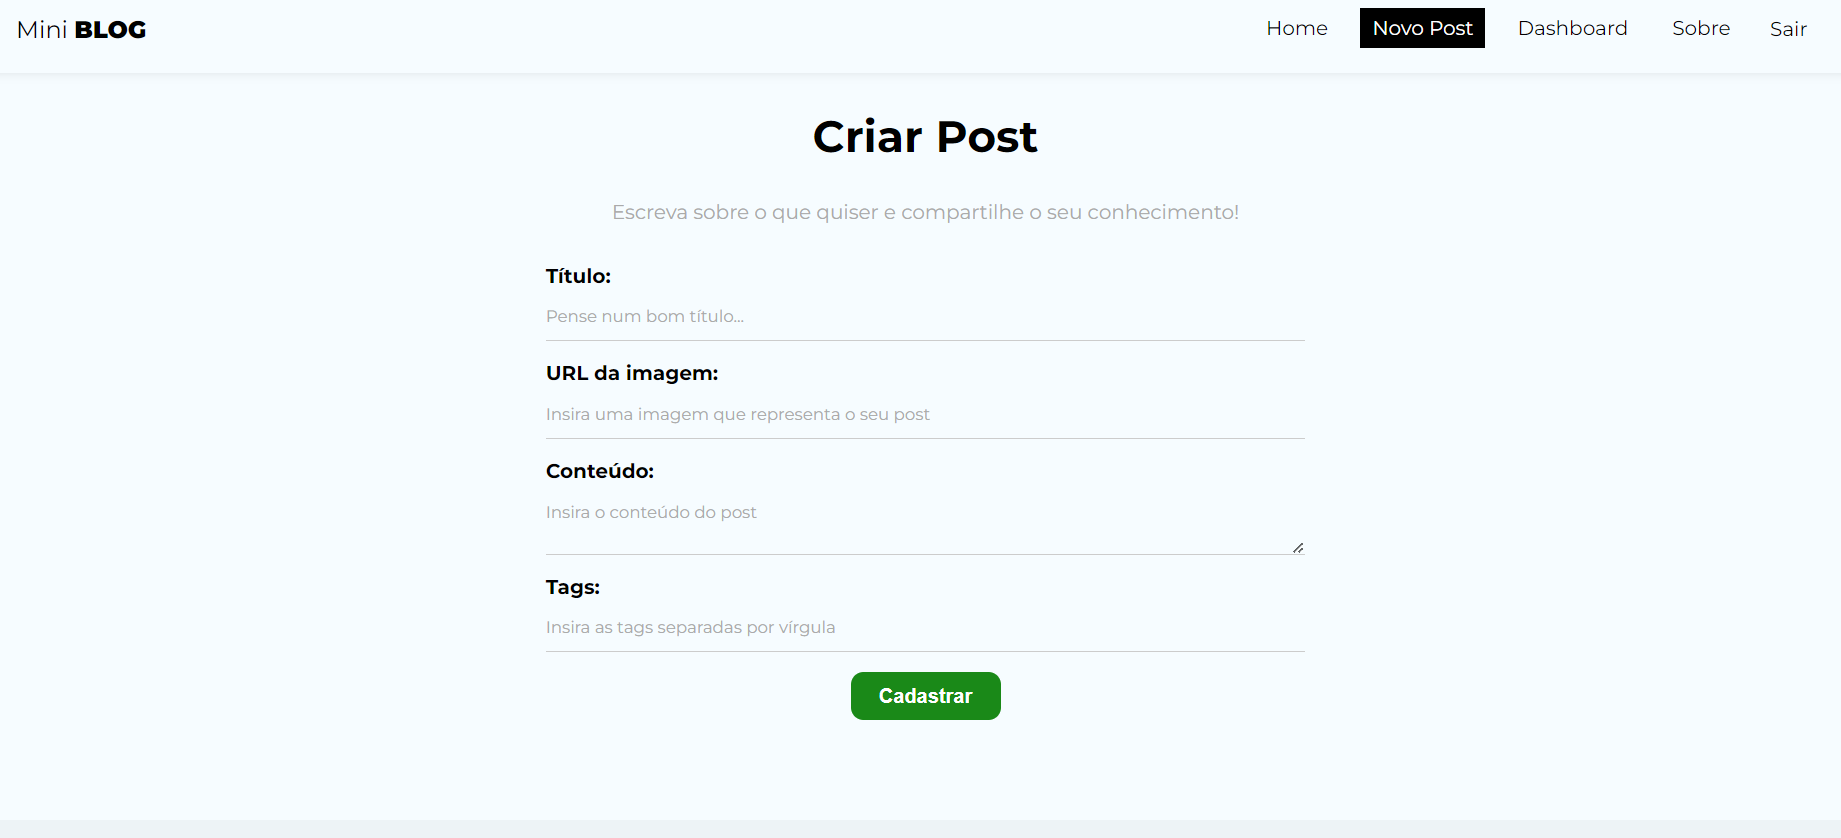 Mini BLOG
Home Novo Post Dashboard Sobre Sair
Criar Post
Escreva sobre o que quiser e compartilhe o seu conhecimento!
Título:
Pense num bom título...
URL da imagem:
Insira uma imagem que representa o seu post
Conteúdo:
Insira o conteúdo do post
Tags:
Insira as tags separadas por vírgula
Cadastrar